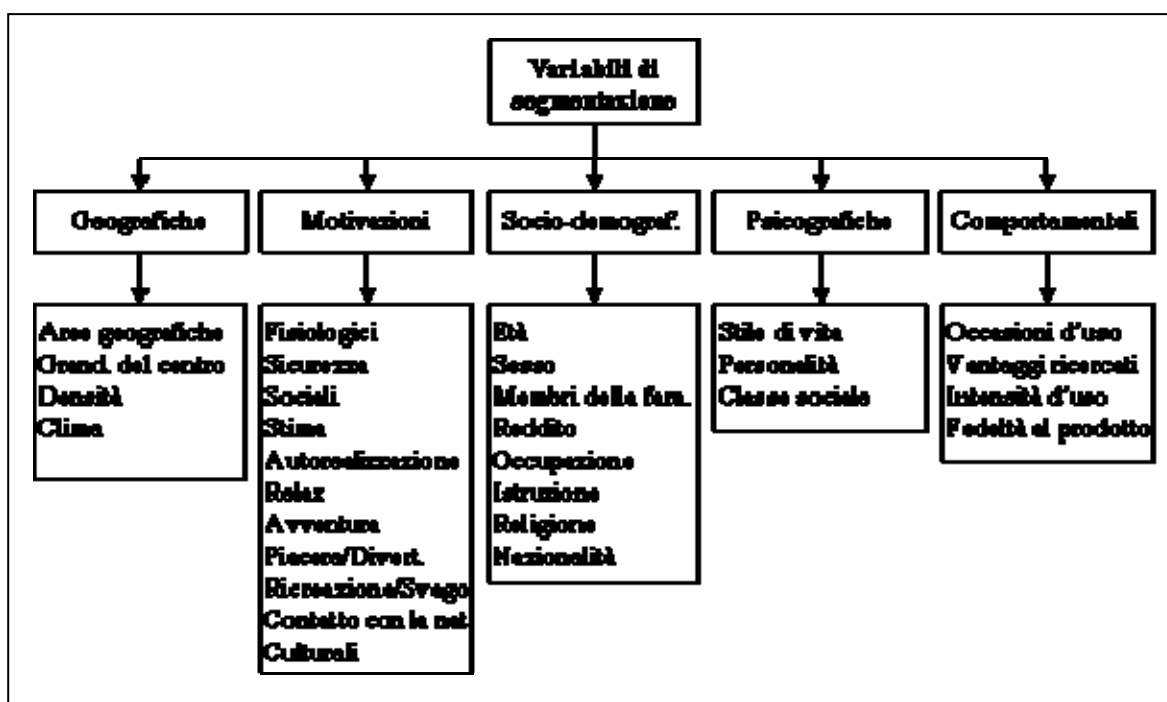 Variabili di
segmentazione
Geografiche
Motivazioni
Socio-demograf.
Psicografiche
Comportamentali
Aree geografiche
Grand. del centro
Densità
Clima
Fisiologici
Sicurezza
Sociali
Stima
Autorealizzazione
Relax
Avventura
Piacere/Divert.
Ricreazione/Svago
Contatto con la nat.
Culturali
Età
Sesso
Membri della fam.
Reddito
Occupazione
Istruzione
Religione
Nazionalità
Stile di vita
Personalità
Classe sociale
Occasioni d'uso
Vantaggi ricercati
Intensità d'uso
Fedeltà al prodotto